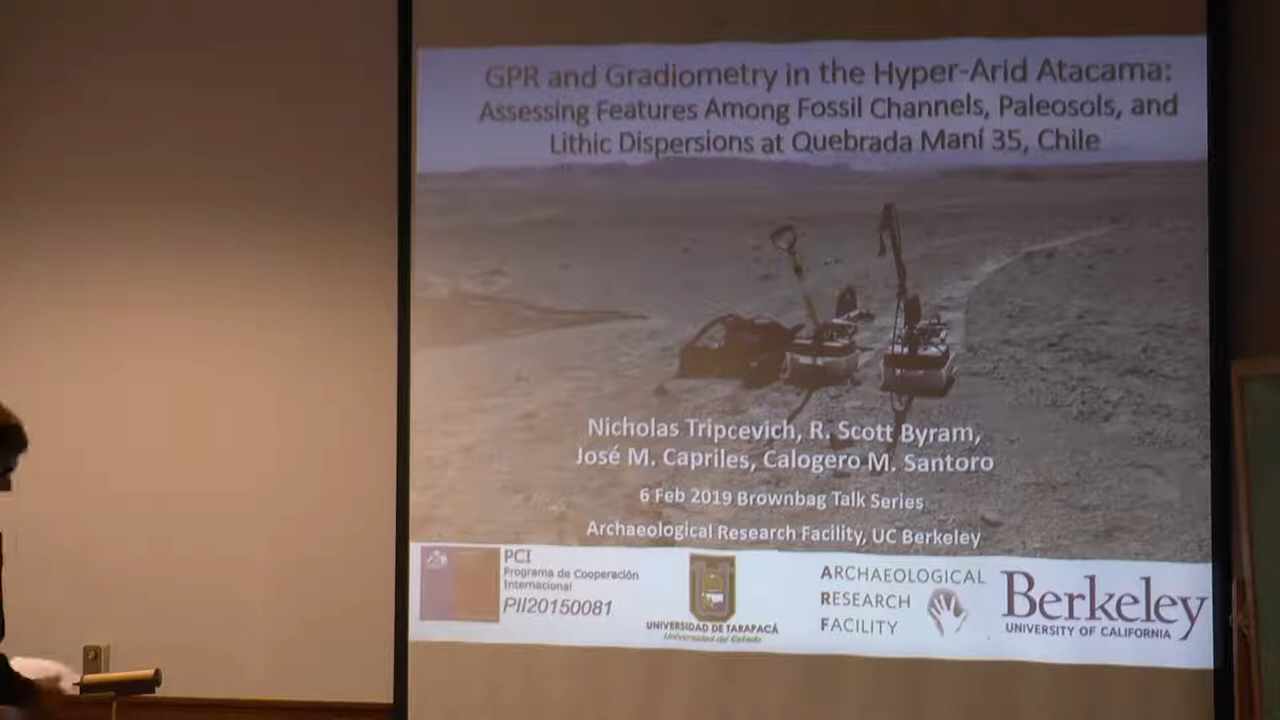 GPR and Gradiometry in the Hyper-Arid Atacama:
Assessing Features Among Fossil Channels, Paleosols, and
Lithic Dispersions at Quebrada Maní 35, Chile
Nicholas Tripcevich, R. Scott Byram,
José M. Capriles, Calogero M. Santoro
6 Feb 2019 Brownbag Talk Series
Archaeological Research Facility, UC Berkeley
PCI
Programa de Cooperación
Internacional
PII20150081
UNIVERSIDAD DE TARAPACÁ
Universidad del Estado
ARCHAEOLOGICAL
RESEARCH
FACILITY
Berkeley
UNIVERSITY OF CALIFORNIA